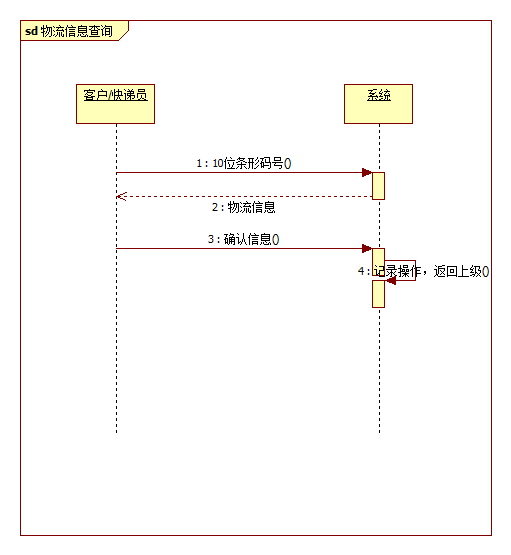 sd 物流信息查询
客户/快递员
系统
1 : 10位条形码号()
2 : 物流信息
3 : 确认信息()
4 : 记录操作，返回上级()